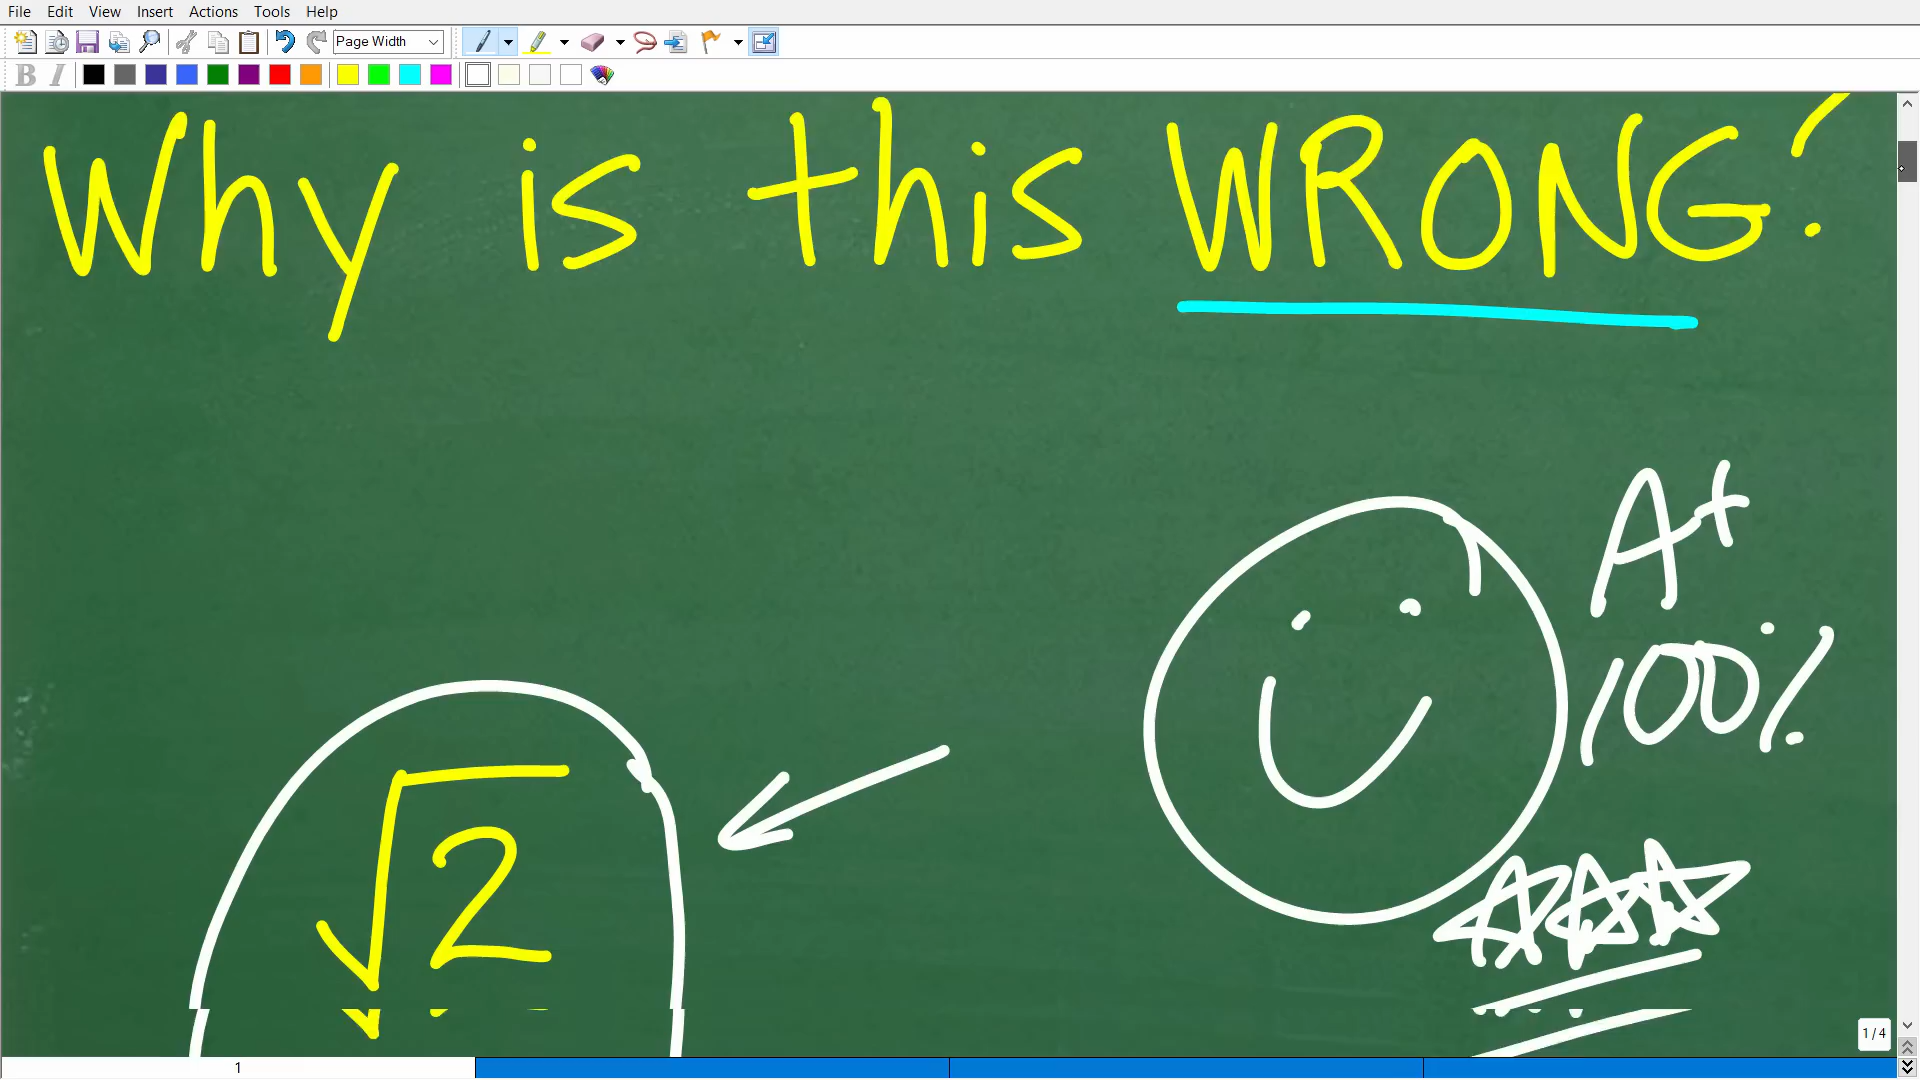 File Edit View Insert Actions Tools Help
Page Width
B I
Why is this WRONG?
A+
100%
√2
1 / 4
1